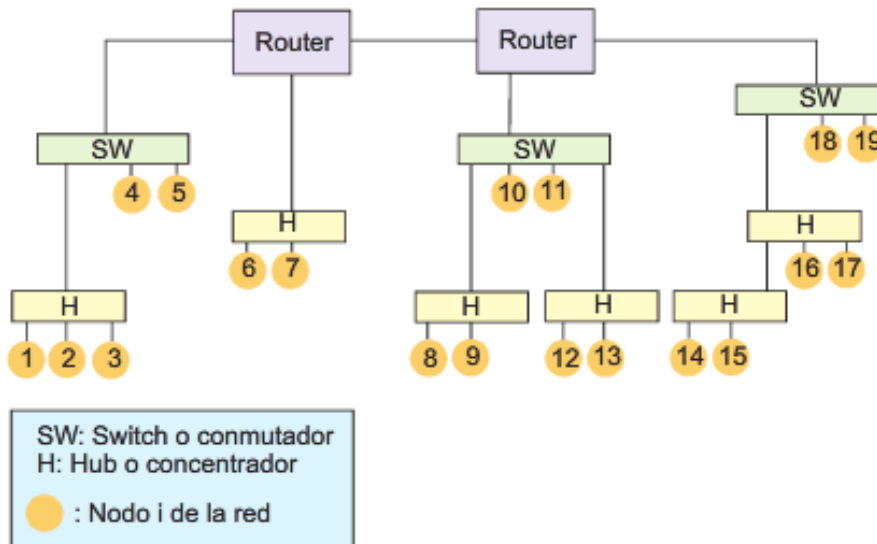 Router
Router
SW
SW
18 19
4 5
SW
10 11
H
6 7
H
16 17
H
1 2 3
H
8 9
H
12 13
H
14 15
SW: Switch o conmutador
H: Hub o concentrador
: Nodo i de la red